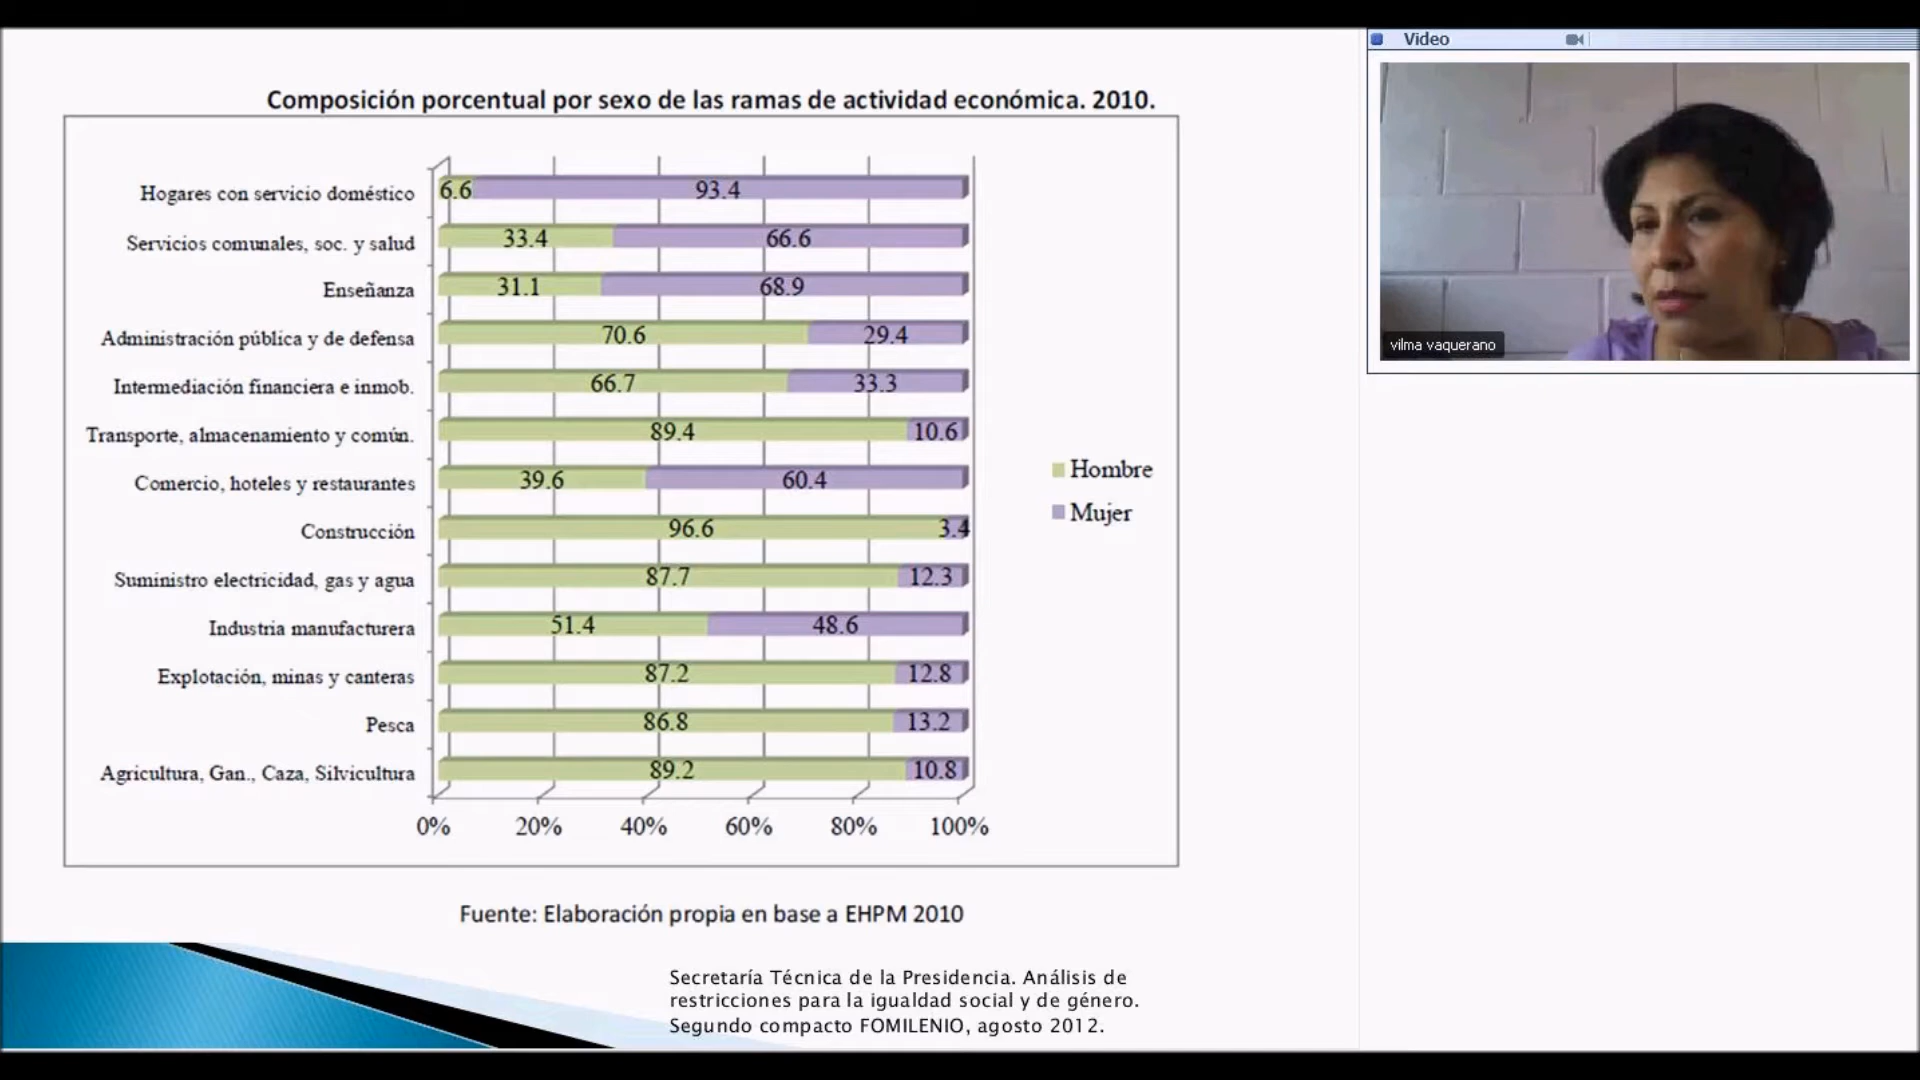 Composición porcentual por sexo de las ramas de actividad económica. 2010.
Hogares con servicio doméstico 6.6 93.4
Servicios comunales, soc. y salud 33.4 66.6
Enseñanza 31.1 68.9
Administración pública y de defensa 70.6 29.4
Intermediación financiera e inmob. 66.7 33.3
Transporte, almacenamiento y común. 89.4 10.6
Comercio, hoteles y restaurantes 39.6 60.4
Construcción 96.6 3.4
Suministro electricidad, gas y agua 87.7 12.3
Industria manufacturera 51.4 48.6
Explotación, minas y canteras 87.2 12.8
Pesca 86.8 13.2
Agricultura, Gan., Caza, Silvicultura 89.2 10.8
0% 20% 40% 60% 80% 100%
Hombre
Mujer
Fuente: Elaboración propia en base a EHPM 2010
Secretaría Técnica de la Presidencia. Análisis de
restricciones para la igualdad social y de género.
Segundo compacto FOMILENIO, agosto 2012.
Video
vilma vaquerano